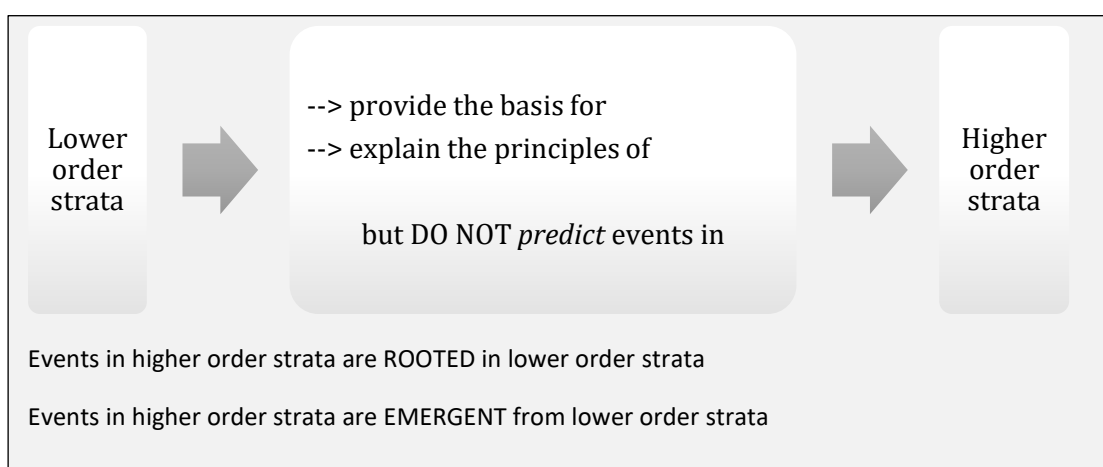 Lower
order
strata
--> provide the basis for
--> explain the principles of
but DO NOT predict events in
Higher
order
strata
Events in higher order strata are ROOTED in lower order strata
Events in higher order strata are EMERGENT from lower order strata